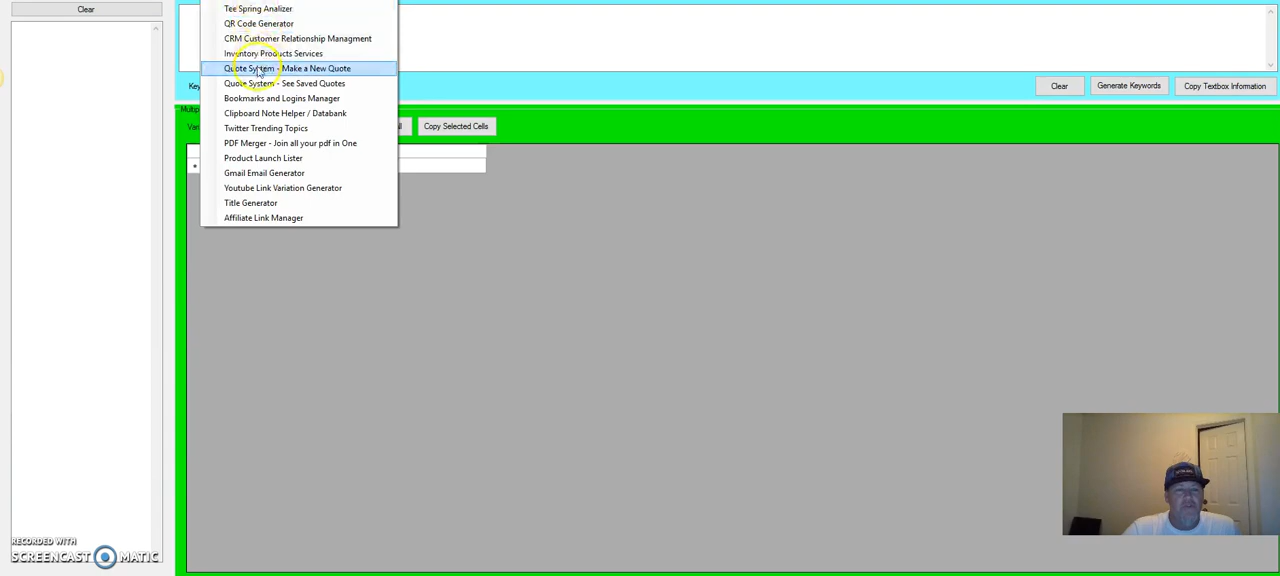 Clear
Tee Spring Analizer
QR Code Generator
CRM Customer Relationship Managment
Inventory Products Services
Quote System - Make a New Quote
Quote System - See Saved Quotes
Bookmarks and Logins Manager
Clipboard Note Helper / Databank
Twitter Trending Topics
PDF Merger - Join all your pdf in One
Product Launch Lister
Gmail Email Generator
Youtube Link Variation Generator
Title Generator
Affiliate Link Manager
Clear
Generate Keywords
Copy Textbox Information
Copy Selected Cells
RECORDED WITH
SCREENCAST MATIC